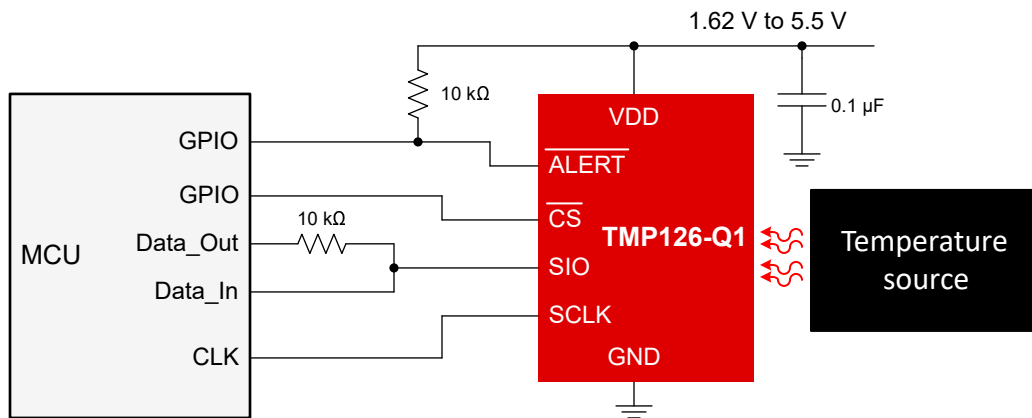 1.62 V to 5.5 V
10 kΩ
0.1 µF
VDD
GPIO
ALERT
GPIO
CS
10 kΩ
Data_Out
MCU
TMP126-Q1
Temperature
source
SIO
Data_In
SCLK
CLK
GND